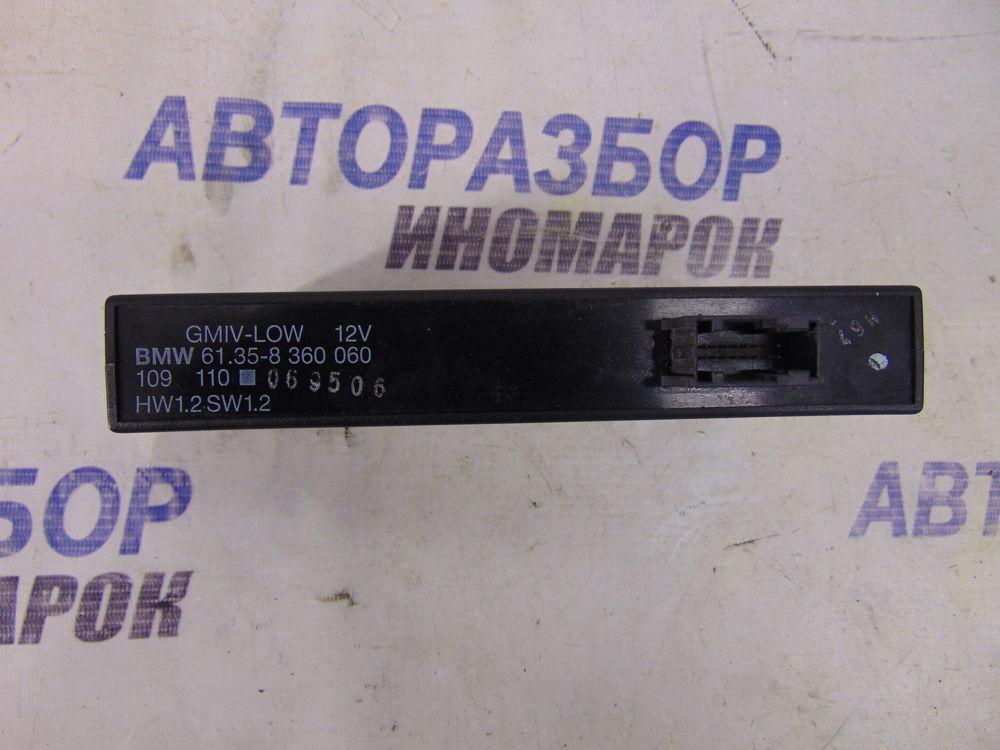 АВТОРАЗБОР
ИНОМАРОК
GMIV-LOW 12V
BMW 61.35-8 360 060
109 110 069506
HW1.2 SW1.2
БОР
АРОК
АВТ